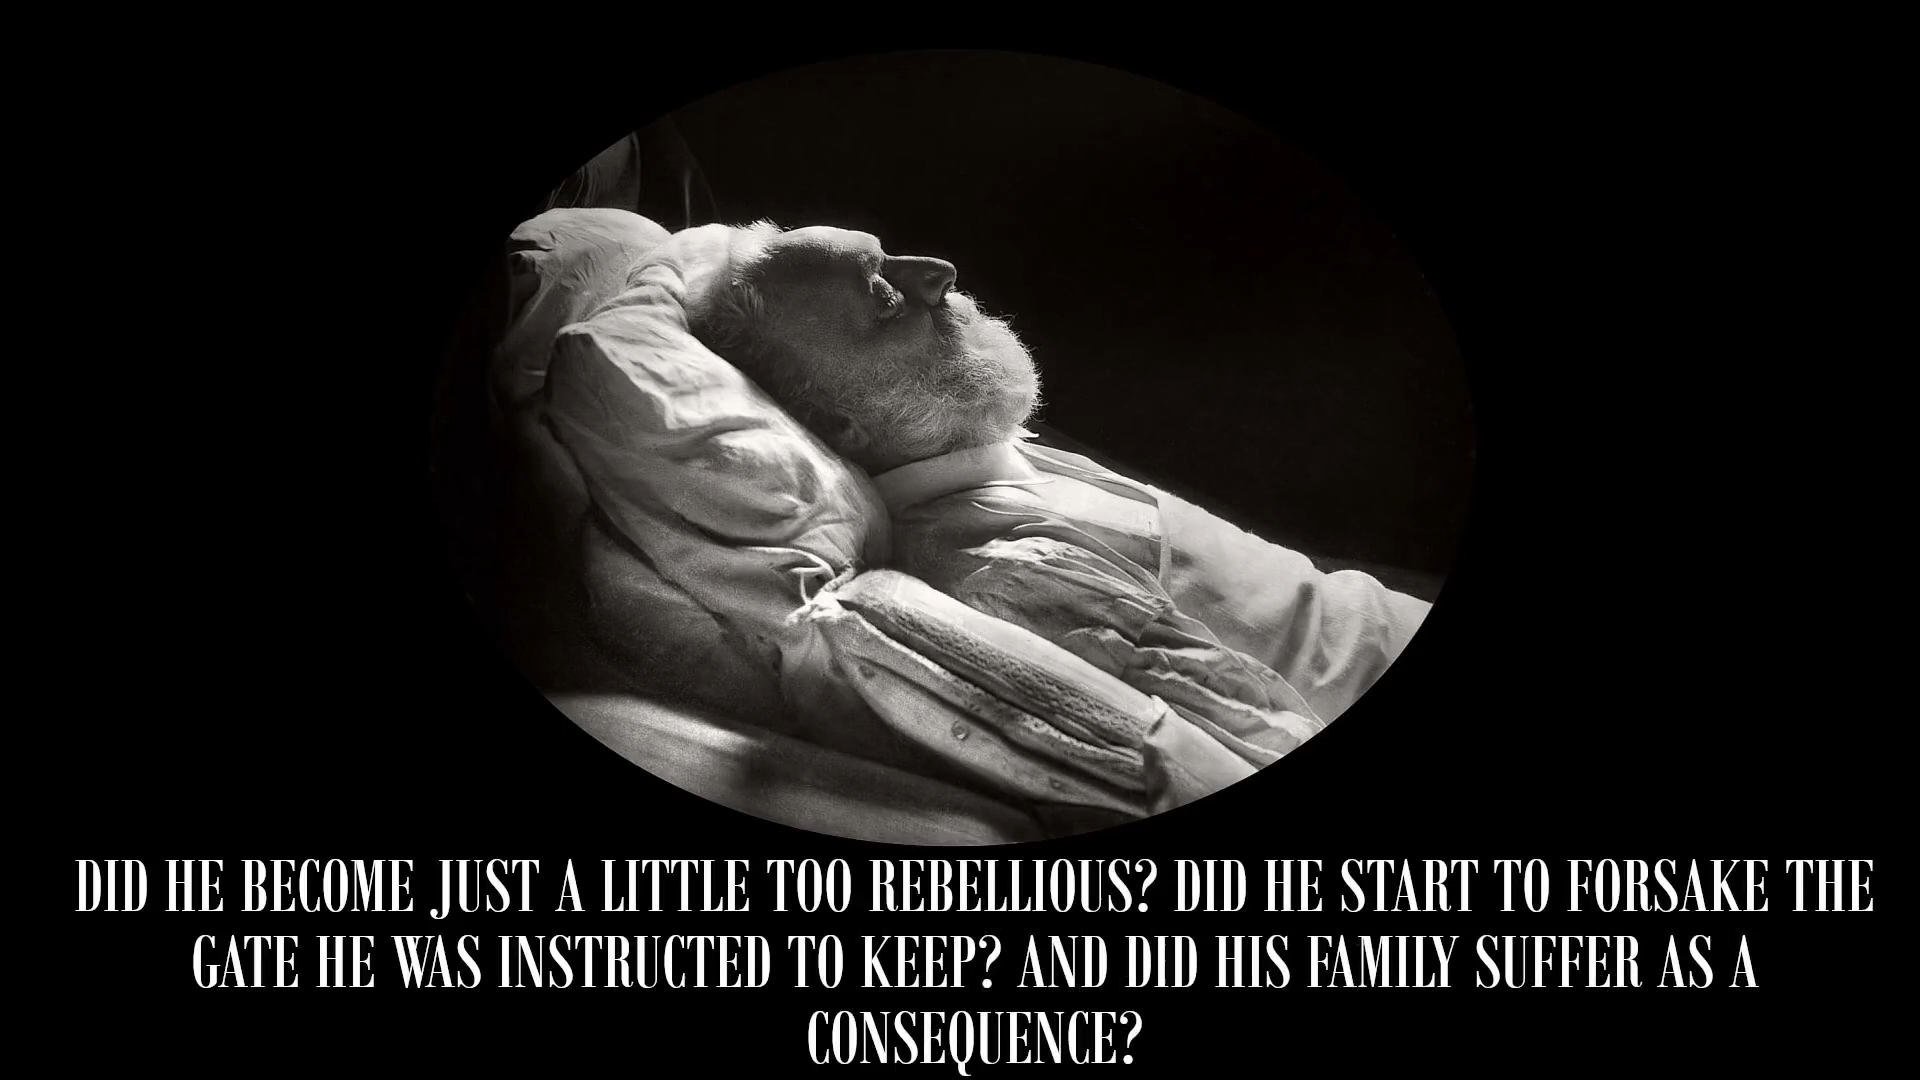 DID HE BECOME JUST A LITTLE TOO REBELLIOUS? DID HE START TO FORSAKE THE
GATE HE WAS INSTRUCTED TO KEEP? AND DID HIS FAMILY SUFFER AS A
CONSEQUENCE?